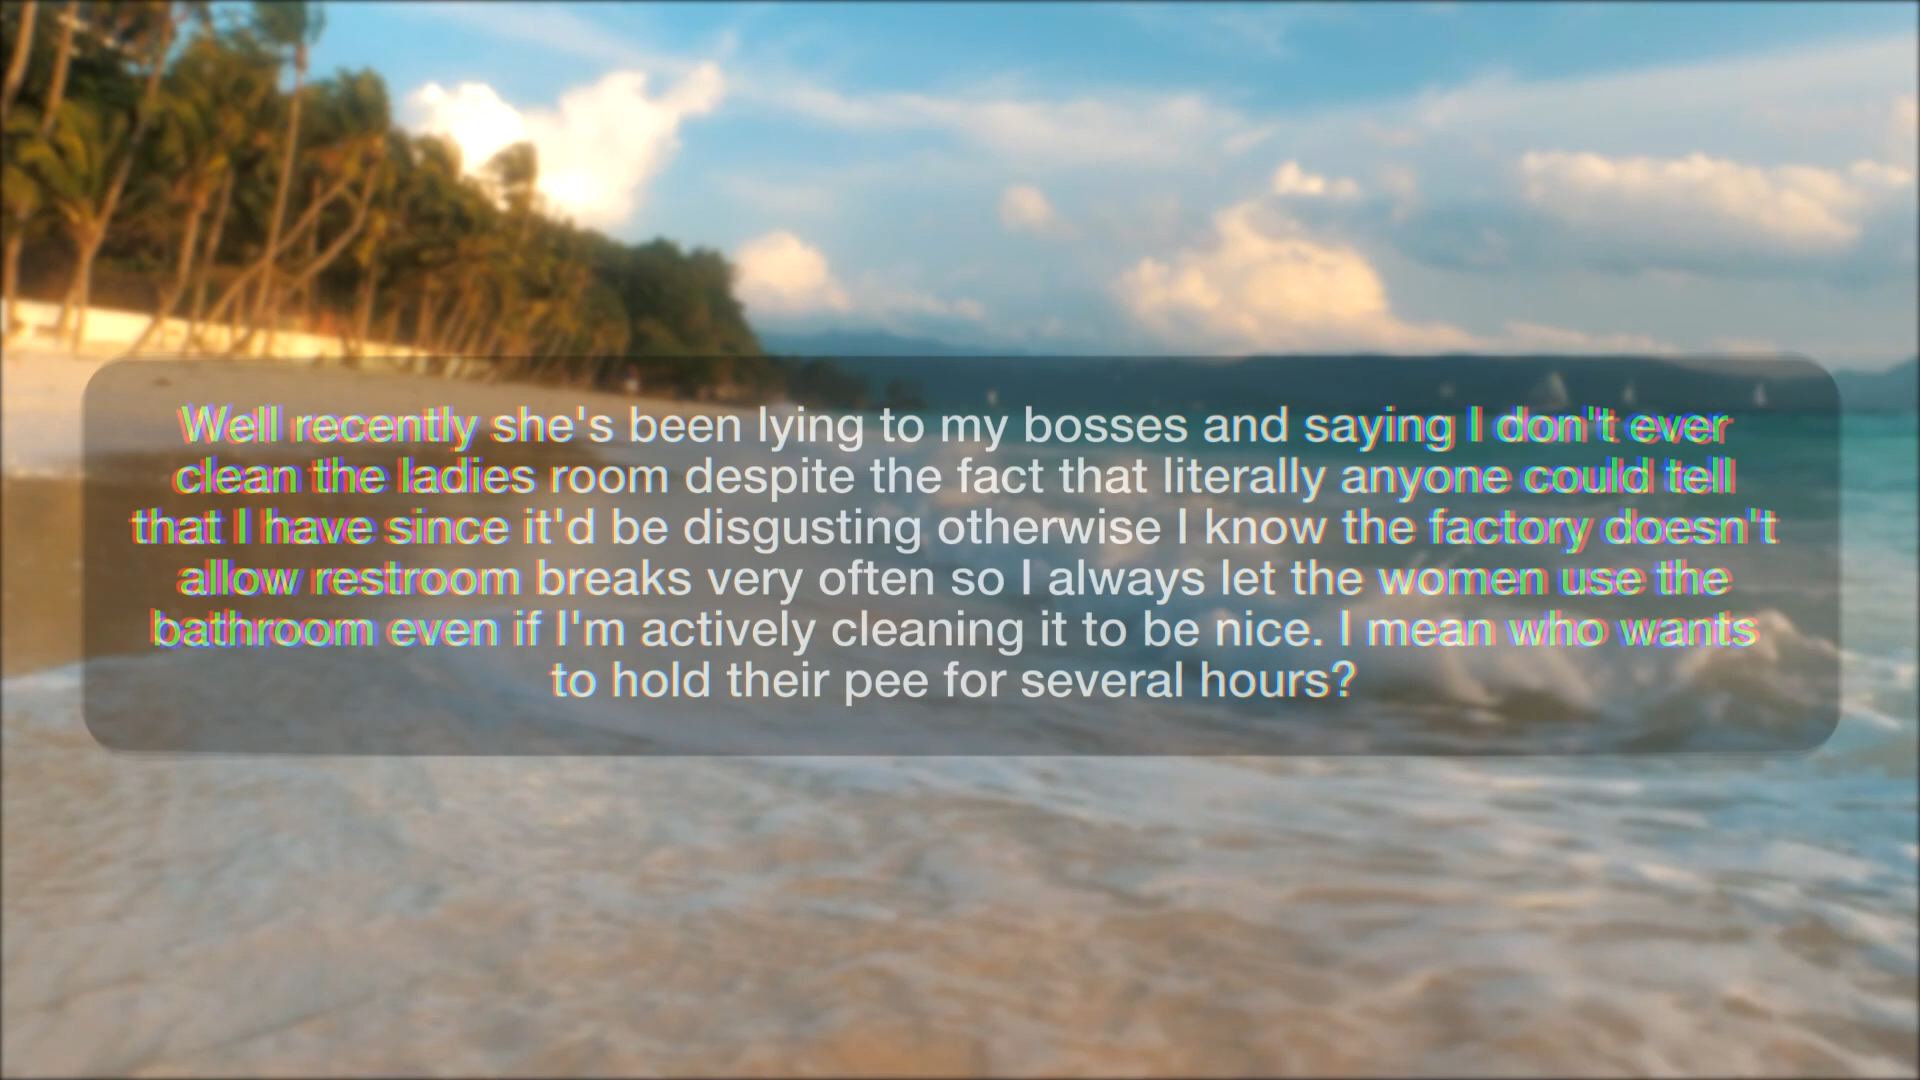 Well recently she's been lying to my bosses and saying I don't ever
clean the ladies room despite the fact that literally anyone could tell
that I have since it'd be disgusting otherwise I know the factory doesn't
allow restroom breaks very often so I always let the women use the
bathroom even if I'm actively cleaning it to be nice. I mean who wants
to hold their pee for several hours?